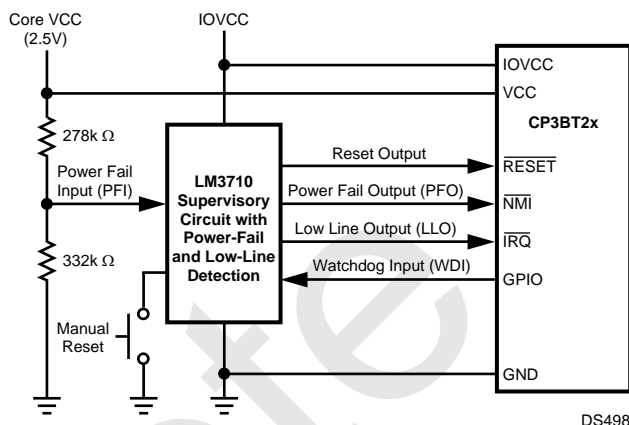 Core VCC
(2.5V)
IOVCC
IOVCC
VCC
CP3BT2x
278k Ω
Power Fail
Input (PFI)
LM3710
Supervisory
Circuit with
Power-Fail
and Low-Line
Detection
Reset Output
RESET
Power Fail Output (PFO)
NMI
Low Line Output (LLO)
IRQ
Watchdog Input (WDI)
GPIO
332k Ω
Manual
Reset
GND
DS498